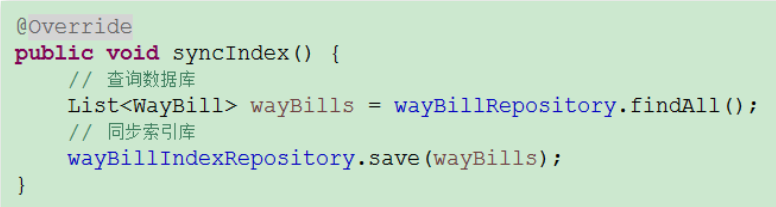 @Override
public void syncIndex() {
    // 查询数据库
    List<WayBill> wayBills = wayBillRepository.findAll();
    // 同步索引库
    wayBillIndexRepository.save(wayBills);
}